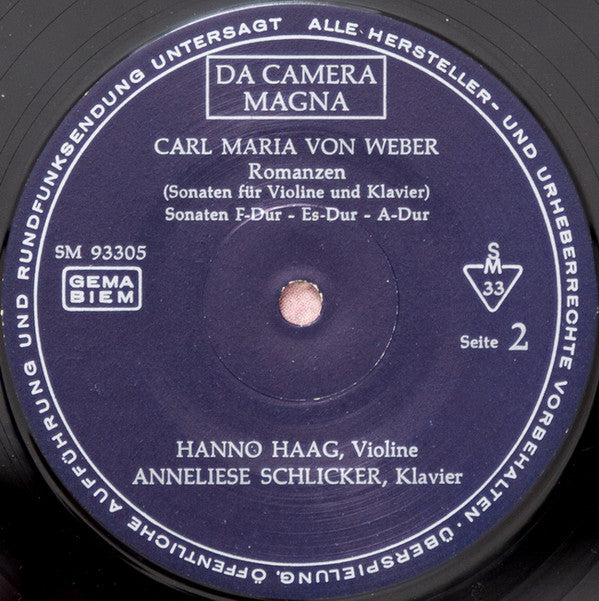 DA CAMERA
MAGNA
CARL MARIA VON WEBER
Romanzen
(Sonaten für Violine und Klavier)
Sonaten F-Dur - Es-Dur - A-Dur
SM 93305
GEMA
BIEM
S
M
33
Seite 2
HANNO HAAG, Violine
ANNELIESE SCHLICKER, Klavier
ALLE HERSTELLER- UND URHEBERRECHTE VORBEHALTEN · ÜBERSPIELUNG, ÖFFENTLICHE AUFFÜHRUNG UND RUNDFUNKSENDUNG UNTERSAGT